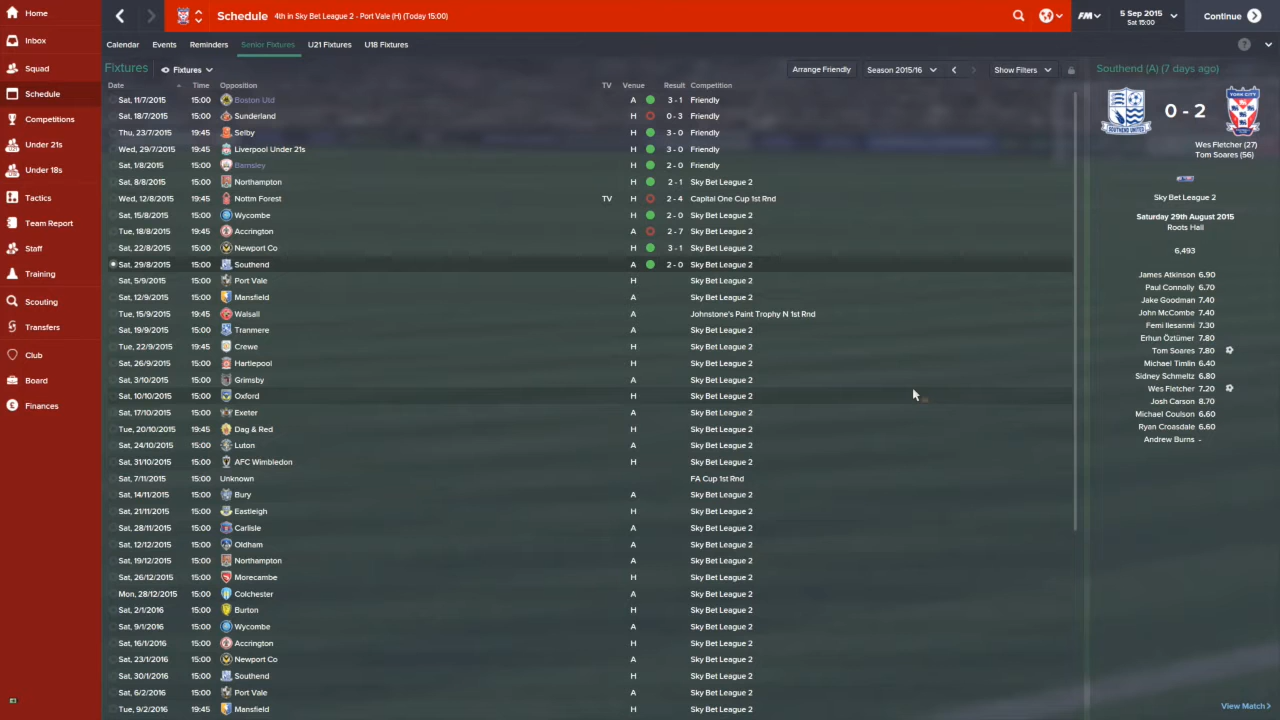 Home
Inbox
Squad
Schedule
Competitions
Under 21s
Under 18s
Tactics
Team Report
Staff
Training
Scouting
Transfers
Club
Board
Finances
Schedule 4th in Sky Bet League 2 - Port Vale (H) (Today 15:00)
FM 5 Sep 2015 Sat 15:00 Continue
Calendar Events Reminders Senior Fixtures U21 Fixtures U18 Fixtures
Fixtures Fixtures Arrange Friendly Season 2015/16 Show Filters
Date Time Opposition TV Venue Result Competition
Sat, 11/7/2015 15:00 Boston Utd A 3 - 1 Friendly
Sat, 18/7/2015 15:00 Sunderland H 0 - 3 Friendly
Thu, 23/7/2015 19:45 Selby H 3 - 0 Friendly
Wed, 29/7/2015 19:45 Liverpool Under 21s H 3 - 0 Friendly
Sat, 1/8/2015 15:00 Barnsley H 2 - 0 Friendly
Sat, 8/8/2015 15:00 Northampton H 2 - 1 Sky Bet League 2
Wed, 12/8/2015 19:45 Nottm Forest TV H 2 - 4 Capital One Cup 1st Rnd
Sat, 15/8/2015 15:00 Wycombe H 2 - 0 Sky Bet League 2
Tue, 18/8/2015 19:45 Accrington A 2 - 7 Sky Bet League 2
Sat, 22/8/2015 15:00 Newport Co H 3 - 1 Sky Bet League 2
Sat, 29/8/2015 15:00 Southend A 2 - 0 Sky Bet League 2
Sat, 5/9/2015 15:00 Port Vale H Sky Bet League 2
Sat, 12/9/2015 15:00 Mansfield A Sky Bet League 2
Tue, 15/9/2015 19:45 Walsall A Johnstone's Paint Trophy N 1st Rnd
Sat, 19/9/2015 15:00 Tranmere A Sky Bet League 2
Tue, 22/9/2015 19:45 Crewe H Sky Bet League 2
Sat, 26/9/2015 15:00 Hartlepool H Sky Bet League 2
Sat, 3/10/2015 15:00 Grimsby A Sky Bet League 2
Sat, 10/10/2015 15:00 Oxford H Sky Bet League 2
Sat, 17/10/2015 15:00 Exeter A Sky Bet League 2
Tue, 20/10/2015 19:45 Dag & Red H Sky Bet League 2
Sat, 24/10/2015 15:00 Luton A Sky Bet League 2
Sat, 31/10/2015 15:00 AFC Wimbledon H Sky Bet League 2
Sat, 7/11/2015 15:00 Unknown FA Cup 1st Rnd
Sat, 14/11/2015 15:00 Bury A Sky Bet League 2
Sat, 21/11/2015 15:00 Eastleigh H Sky Bet League 2
Sat, 28/11/2015 15:00 Carlisle A Sky Bet League 2
Sat, 12/12/2015 15:00 Oldham H Sky Bet League 2
Sat, 19/12/2015 15:00 Northampton A Sky Bet League 2
Sat, 26/12/2015 15:00 Morecambe H Sky Bet League 2
Mon, 28/12/2015 15:00 Colchester A Sky Bet League 2
Sat, 2/1/2016 15:00 Burton H Sky Bet League 2
Sat, 9/1/2016 15:00 Wycombe A Sky Bet League 2
Sat, 16/1/2016 15:00 Accrington H Sky Bet League 2
Sat, 23/1/2016 15:00 Newport Co A Sky Bet League 2
Sat, 30/1/2016 15:00 Southend H Sky Bet League 2
Sat, 6/2/2016 15:00 Port Vale A Sky Bet League 2
Tue, 9/2/2016 19:45 Mansfield H Sky Bet League 2
Southend (A) (7 days ago)
SOUTHEND UNITED 0 - 2 YORK CITY
Wes Fletcher (27)
Tom Soares (56)
Sky Bet League 2
Saturday 29th August 2015
Roots Hall
6,493
James Atkinson 6.90
Paul Connolly 6.70
Jake Goodman 7.40
John McCombe 7.40
Femi Ilesanmi 7.30
Erhun Öztümer 7.80
Tom Soares 7.80
Michael Timlin 6.40
Sidney Schmeltz 6.80
Wes Fletcher 7.20
Josh Carson 8.70
Michael Coulson 6.60
Ryan Croasdale 6.60
Andrew Burns -
View Match >